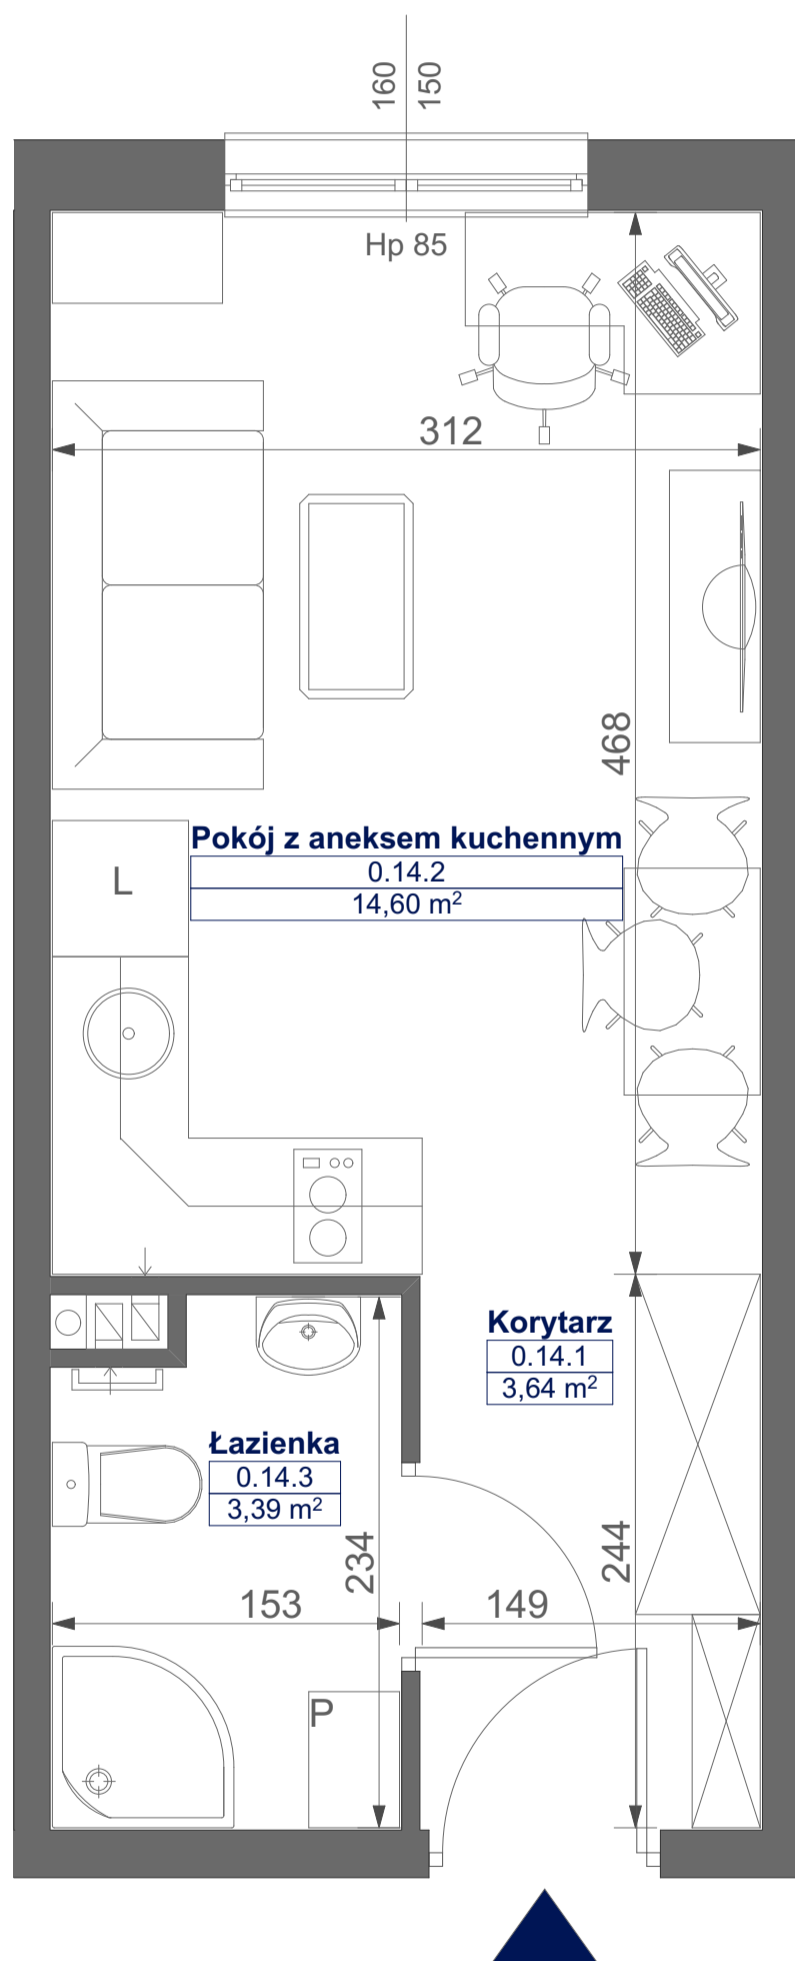 160
150
Hp 85
312
468
Pokój z aneksem kuchennym
0.14.2
14,60 m²
L
Korytarz
0.14.1
3,64 m²
Łazienka
0.14.3
3,39 m²
234
244
153
149
P